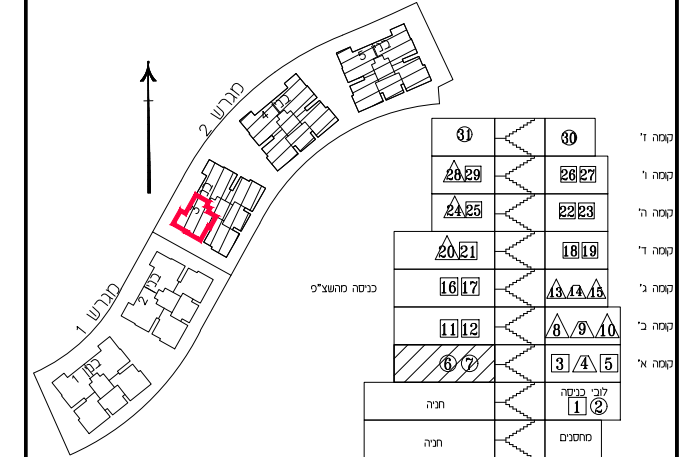 מגרש 2
בנין 5
בנין 4
בנין 3
מגרש 1
בנין 2
בנין 1
31 30 קומה ז'
28 29 26 27 קומה ו'
24 25 22 23 קומה ה'
20 21 18 19 קומה ד'
כניסה מהשצ"פ 16 17 13 14 15 קומה ג'
11 12 8 9 10 קומה ב'
6 7 3 4 5 קומה א'
לובי כניסה
חניה 1 2
חניה מחסנים